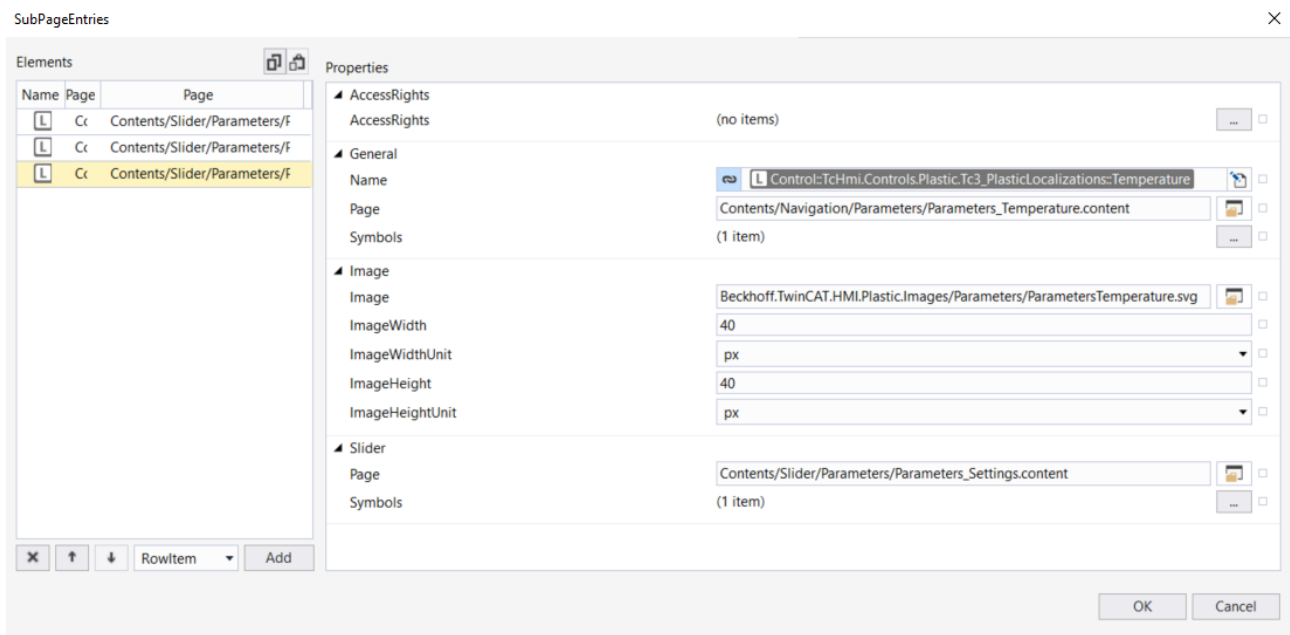 SubPageEntries
Elements
Name Page Page
L Cc Contents/Slider/Parameters/F
L Cc Contents/Slider/Parameters/F
L Cc Contents/Slider/Parameters/F
RowItem Add
Properties
AccessRights
AccessRights (no items) ...
General
Name L Control::TcHmi.Controls.Plastic.Tc3_PlasticLocalizations::Temperature
Page Contents/Navigation/Parameters/Parameters_Temperature.content
Symbols (1 item) ...
Image
Image Beckhoff.TwinCAT.HMI.Plastic.Images/Parameters/ParametersTemperature.svg
ImageWidth 40
ImageWidthUnit px
ImageHeight 40
ImageHeightUnit px
Slider
Page Contents/Slider/Parameters/Parameters_Settings.content
Symbols (1 item) ...
OK Cancel